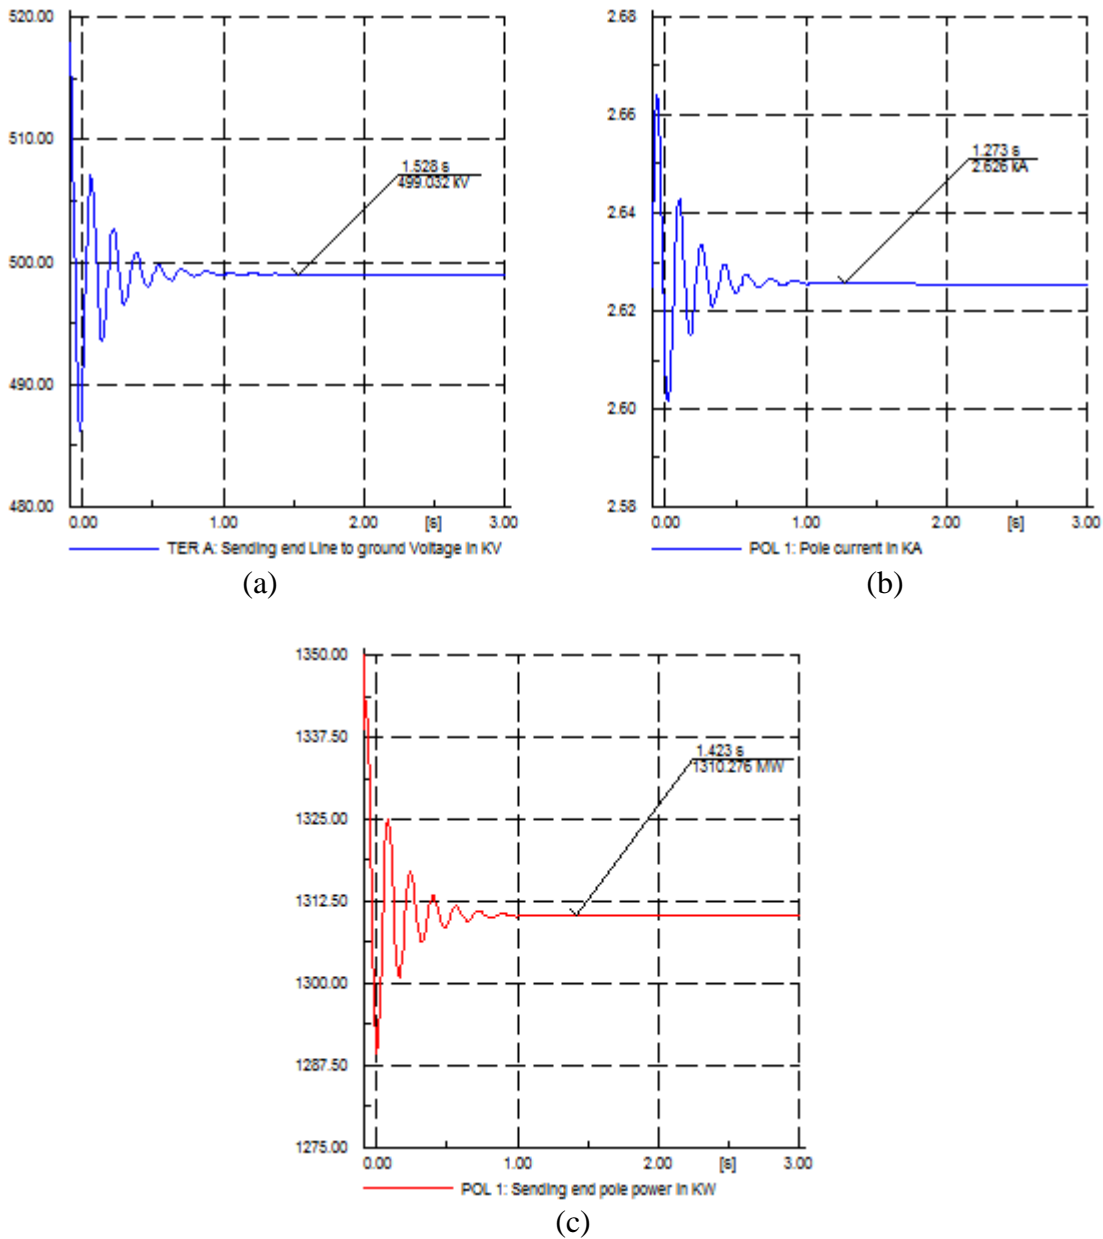 520.00
510.00
500.00
490.00
480.00
0.00 1.00 2.00 [s] 3.00
1.528 s
499.032 kV
TER A: Sending end Line to ground Voltage in KV
(a)
2.68
2.66
2.64
2.62
2.60
2.58
0.00 1.00 2.00 [s] 3.00
1.273 s
2.626 kA
POL 1: Pole current in KA
(b)
1350.00
1337.50
1325.00
1312.50
1300.00
1287.50
1275.00
0.00 1.00 2.00 [s] 3.00
1.423 s
1310.276 MW
POL 1: Sending end pole power in KW
(c)